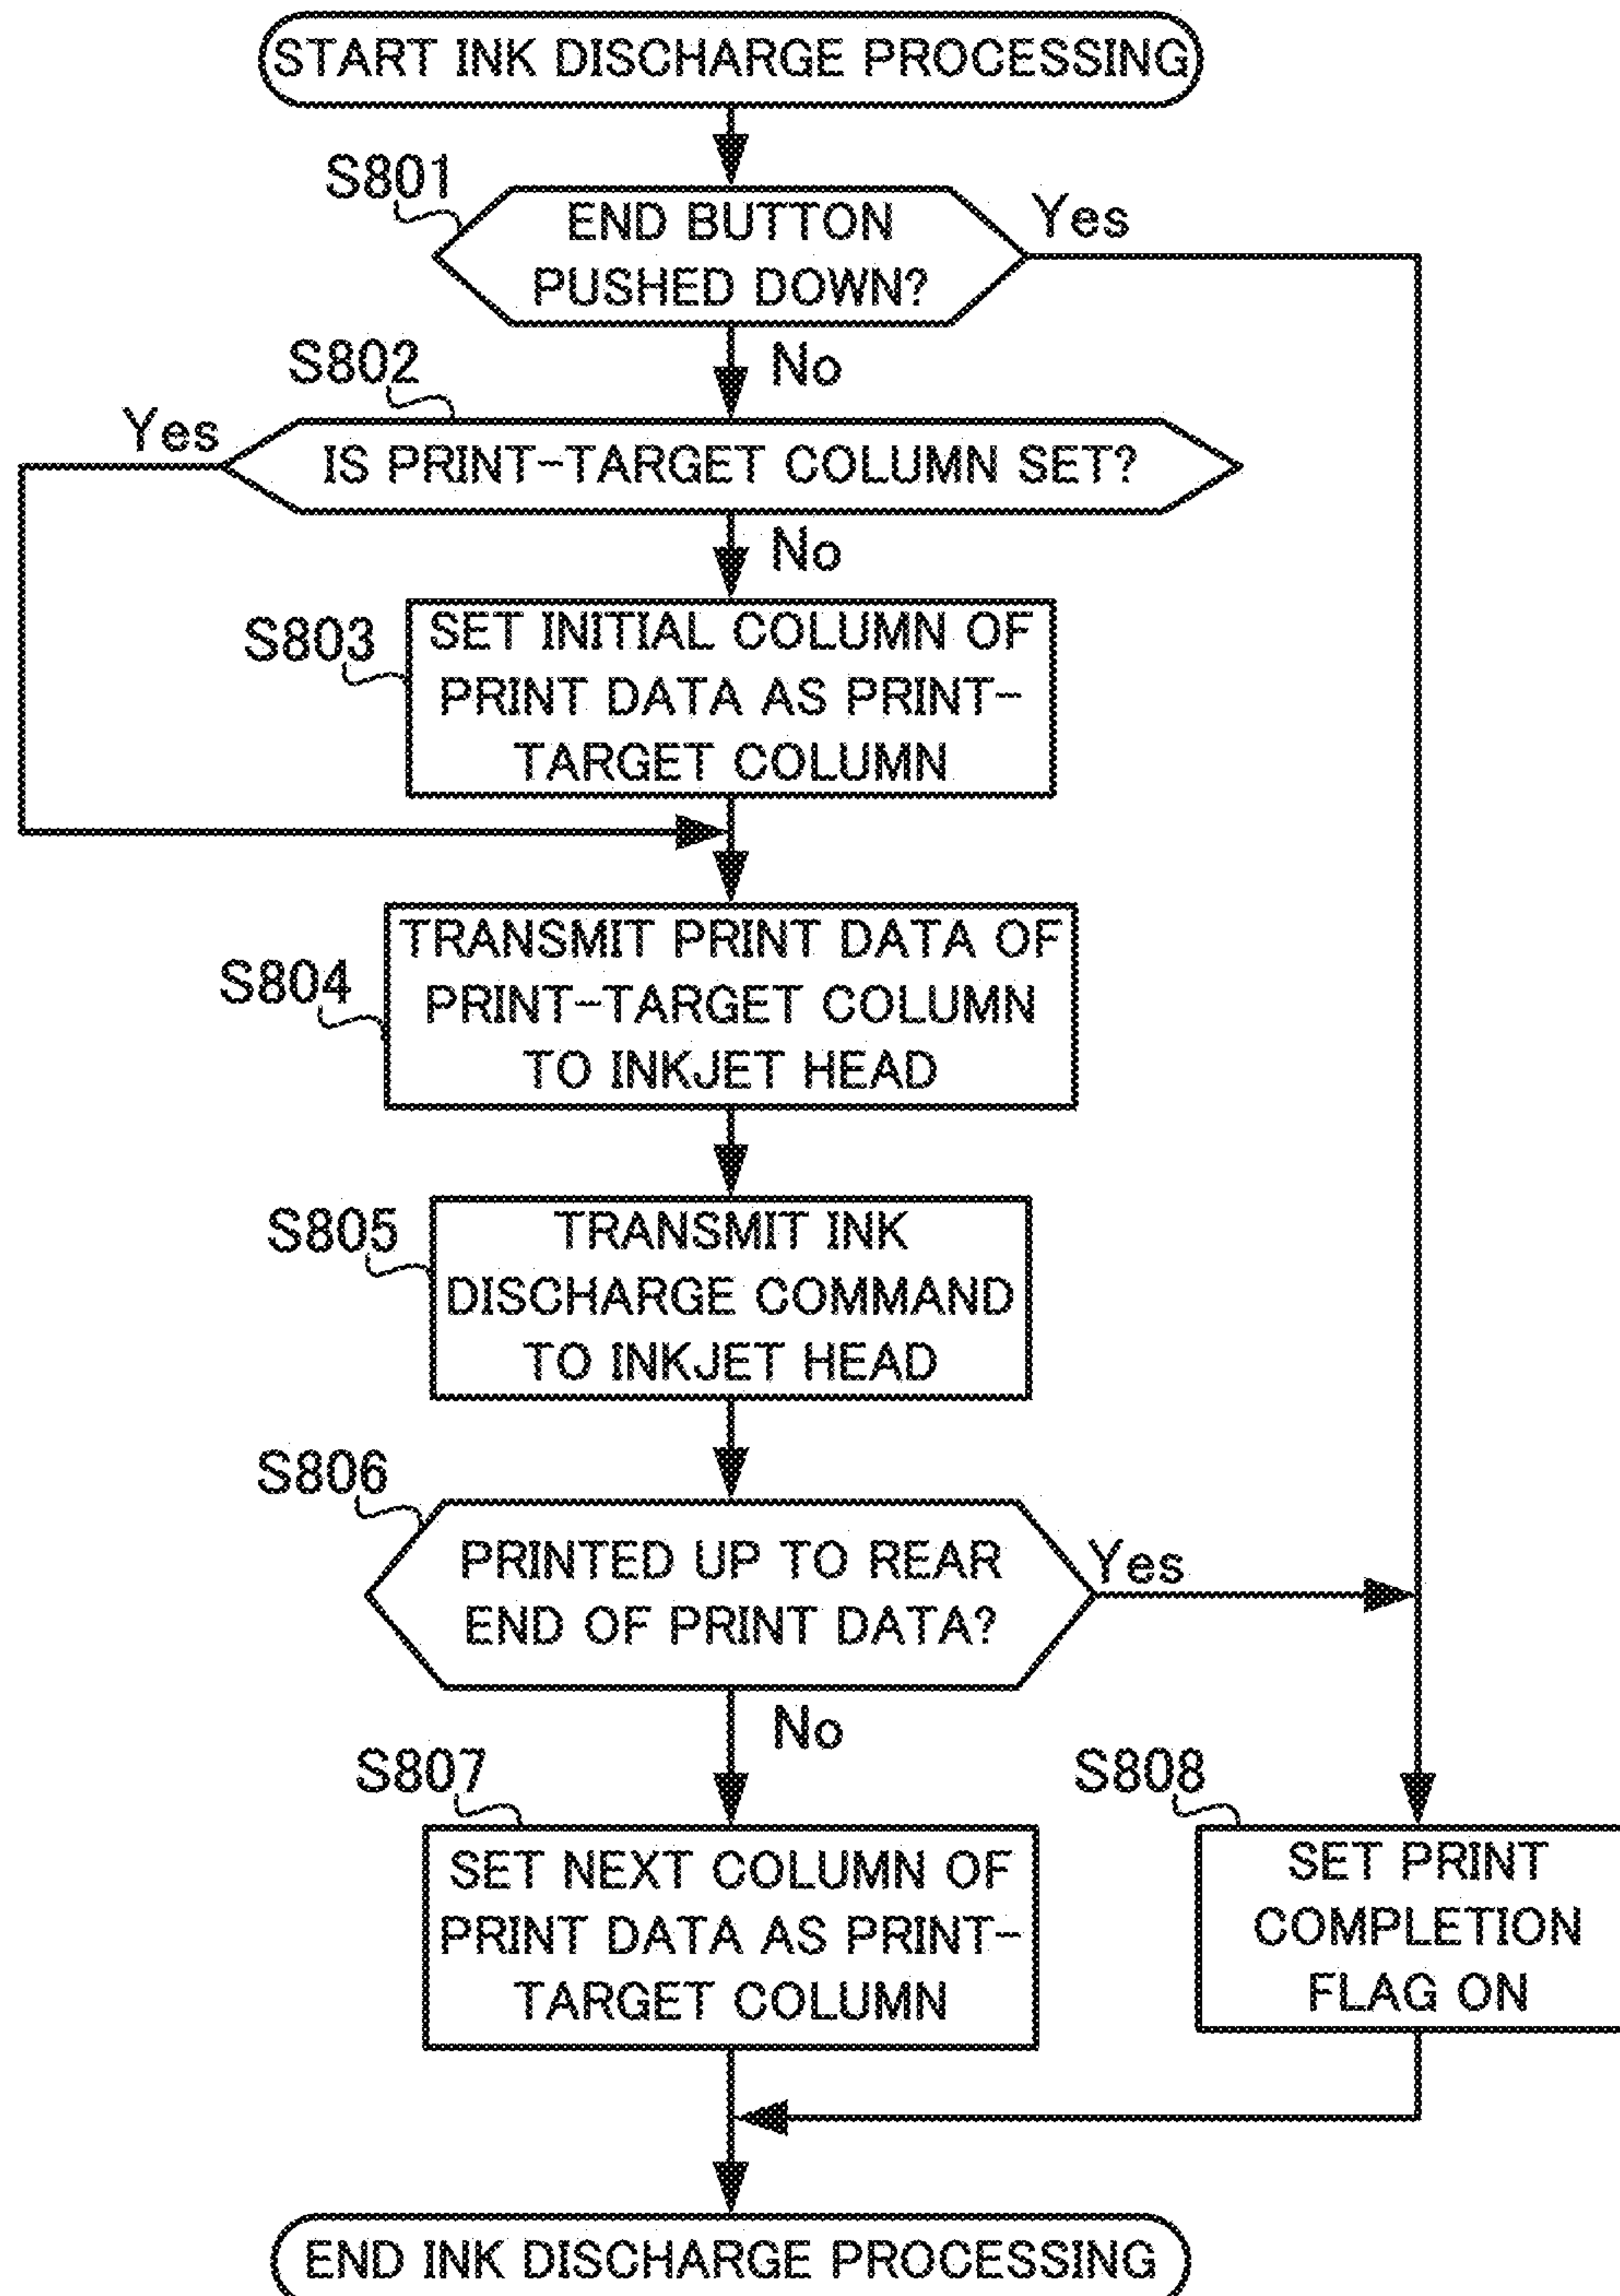 START INK DISCHARGE PROCESSING
S801
END BUTTON
PUSHED DOWN?
Yes
No
S802
Yes
IS PRINT-TARGET COLUMN SET?
No
S803
SET INITIAL COLUMN OF
PRINT DATA AS PRINT-
TARGET COLUMN
S804
TRANSMIT PRINT DATA OF
PRINT-TARGET COLUMN
TO INKJET HEAD
S805
TRANSMIT INK
DISCHARGE COMMAND
TO INKJET HEAD
S806
PRINTED UP TO REAR
END OF PRINT DATA?
Yes
No
S807
SET NEXT COLUMN OF
PRINT DATA AS PRINT-
TARGET COLUMN
S808
SET PRINT
COMPLETION
FLAG ON
END INK DISCHARGE PROCESSING